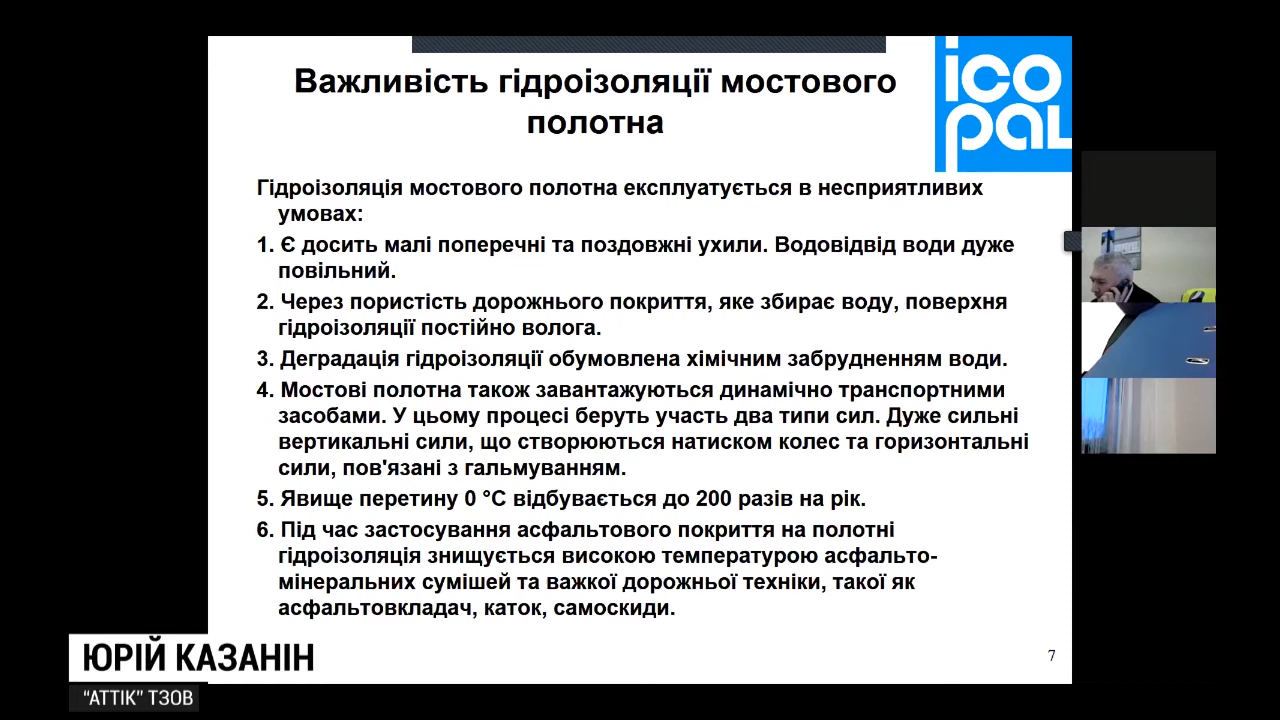 Важливість гідроізоляції мостового
полотна
ico
pal
Гідроізоляція мостового полотна експлуатується в несприятливих
умовах:
1. Є досить малі поперечні та поздовжні ухили. Водовідвід води дуже
повільний.
2. Через пористість дорожнього покриття, яке збирає воду, поверхня
гідроізоляції постійно волога.
3. Деградація гідроізоляції обумовлена хімічним забрудненням води.
4. Мостові полотна також завантажуються динамічно транспортними
засобами. У цьому процесі беруть участь два типи сил. Дуже сильні
вертикальні сили, що створюються натиском колес та горизонтальні
сили, пов'язані з гальмуванням.
5. Явище перетину 0 °C відбувається до 200 разів на рік.
6. Під час застосування асфальтового покриття на полотні
гідроізоляція знищується високою температурою асфальто-
мінеральних сумішей та важкої дорожньої техніки, такої як
асфальтовкладач, каток, самоскиди.
7
ЮРІЙ КАЗАНІН
“АТТІК” ТЗОВ